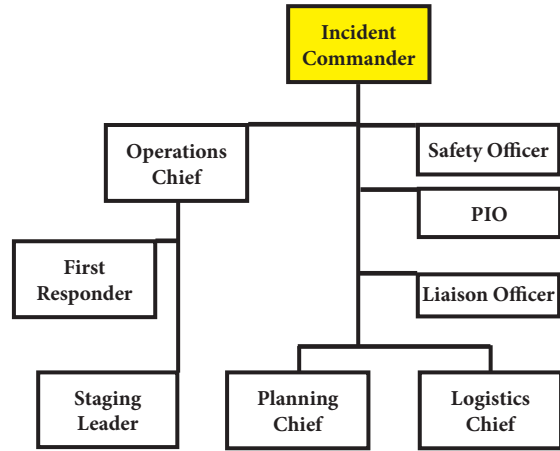 Incident
Commander
Operations
Chief
Safety Officer
PIO
First
Responder
Liaison Officer
Staging
Leader
Planning
Chief
Logistics
Chief